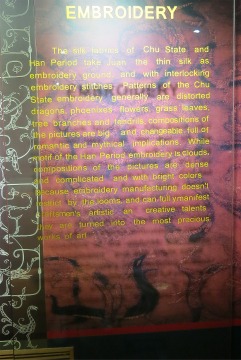 EMBROIDERY
The silk fabrics of Chu State and
Han Period take Juan the thin silk as
embroidery ground and with interlocking
embroidery stitches. Patterns of the Chu
State embroidery generally are distorted
dragons, phoenixes, flowers, grass leaves,
tree branches and tendrils, compositions of
the pictures are big and changeable, full of
romantic and mythical implications. While
motif of the Han Period embroidery is clouds,
compositions of the pictures are dense
and complicated and with bright colors.
Because embroidery manufacturing doesn't
by the looms, and can fully manifest
craftsmen's artistic and creative talents,
they are turned into the most precious
works of art.